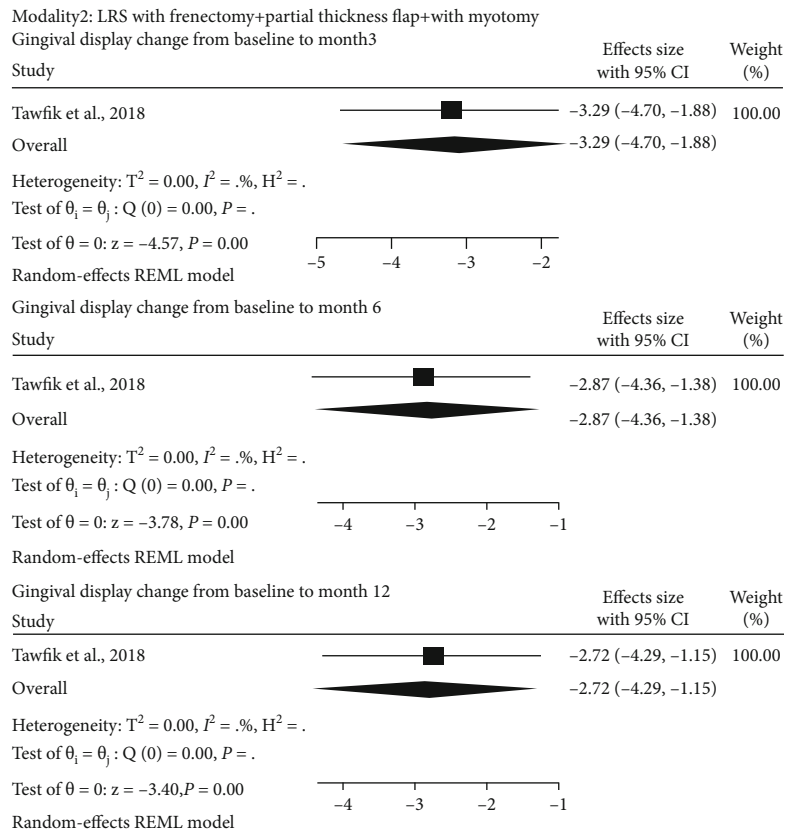 Modality2: LRS with frenectomy+partial thickness flap+with myotomy
Gingival display change from baseline to month3
Effects size Weight
Study with 95% CI (%)
Tawfik et al., 2018 –3.29 (–4.70, –1.88) 100.00
Overall –3.29 (–4.70, –1.88)
Heterogeneity: T² = 0.00, I² = .%, H² = .
Test of θi = θj : Q (0) = 0.00, P = .
Test of θ = 0: z = –4.57, P = 0.00
–5 –4 –3 –2
Random-effects REML model
Gingival display change from baseline to month 6
Effects size Weight
Study with 95% CI (%)
Tawfik et al., 2018 –2.87 (–4.36, –1.38) 100.00
Overall –2.87 (–4.36, –1.38)
Heterogeneity: T² = 0.00, I² = .%, H² = .
Test of θi = θj : Q (0) = 0.00, P = .
Test of θ = 0: z = –3.78, P = 0.00
–4 –3 –2 –1
Random-effects REML model
Gingival display change from baseline to month 12
Effects size Weight
Study with 95% CI (%)
Tawfik et al., 2018 –2.72 (–4.29, –1.15) 100.00
Overall –2.72 (–4.29, –1.15)
Heterogeneity: T² = 0.00, I² = .%, H² = .
Test of θi = θj : Q (0) = 0.00, P = .
Test of θ = 0: z = –3.40,P = 0.00
–4 –3 –2 –1
Random-effects REML model